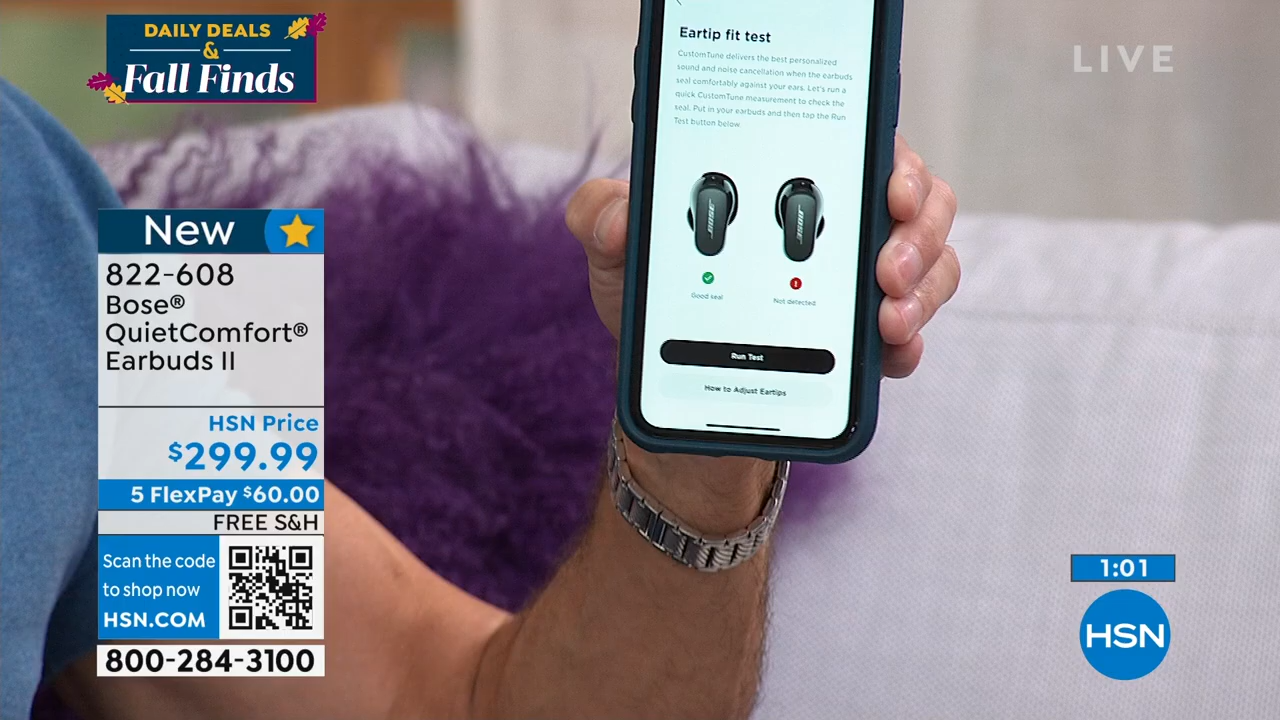 DAILY DEALS
&
Fall Finds
LIVE
Eartip fit test
CustomTune delivers the best personalized
sound and noise cancellation when the earbuds
seal comfortably against your ears. Let's run a
quick CustomTune measurement to check the
seal. Put in your earbuds and then tap the Run
Test button below
BOSE
BOSE
Good seal
Not detected
Run Test
How to Adjust Eartips
New
822-608
Bose®
QuietComfort®
Earbuds II
HSN Price
$299.99
5 FlexPay $60.00
FREE S&H
Scan the code
to shop now
HSN.COM
800-284-3100
1:01
HSN